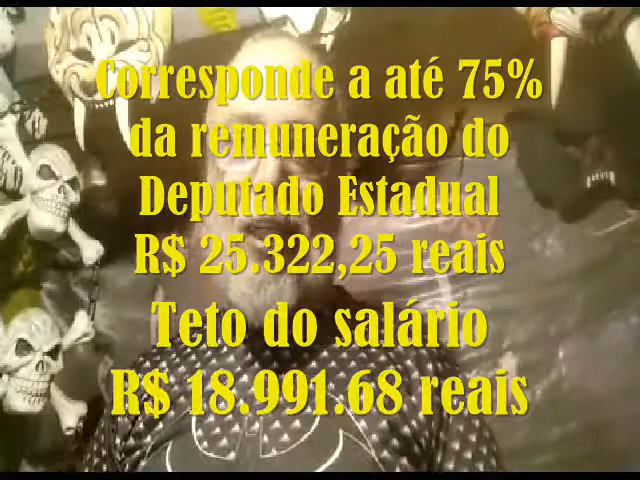 Corresponde a até 75%
da remuneração do
Deputado Estadual
R$ 25.322,25 reais
Teto do salário
R$ 18.991.68 reais